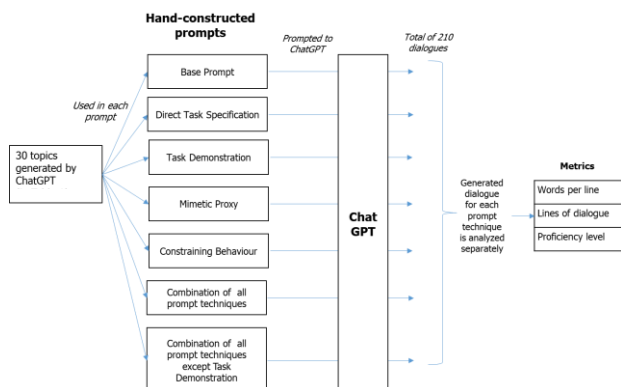 Hand-constructed
prompts
Prompted to
ChatGPT
Total of 210
dialogues
Used in each
prompt
30 topics
generated by
ChatGPT
Base Prompt
Direct Task Specification
Task Demonstration
Mimetic Proxy
Constraining Behaviour
Combination of all
prompt techniques
Combination of all
prompt techniques
except Task
Demonstration
Chat
GPT
Generated
dialogue
for each
prompt
technique
is analyzed
separately
Metrics
Words per line
Lines of dialogue
Proficiency level